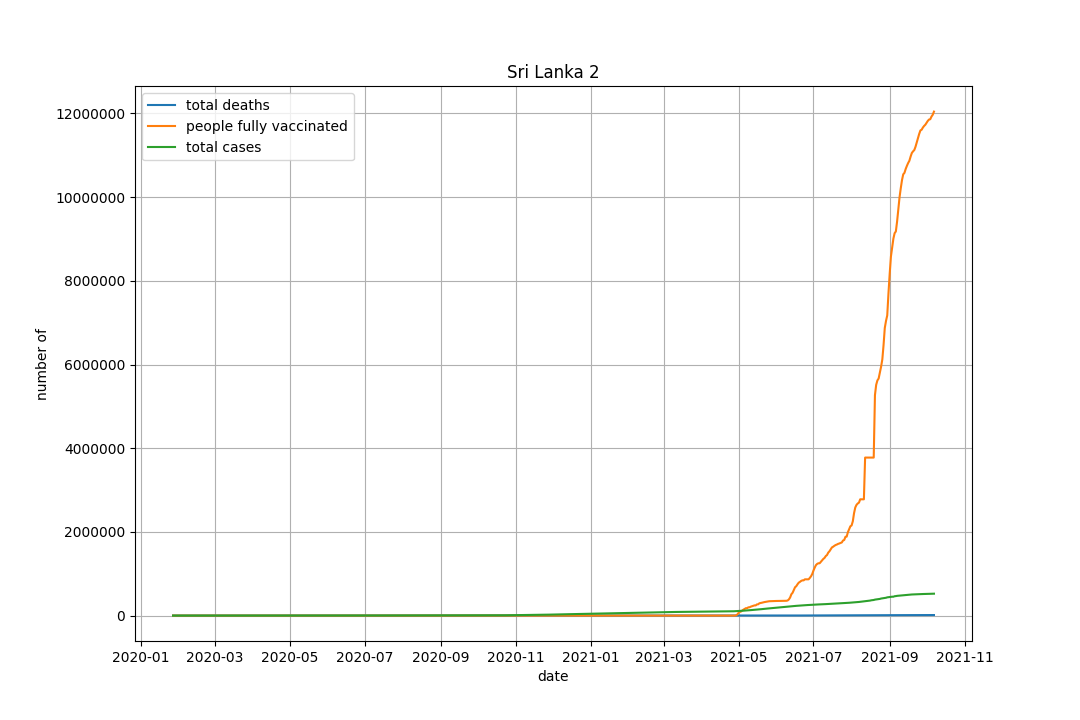 Sri Lanka 2
total deaths
people fully vaccinated
total cases
12000000
10000000
8000000
6000000
4000000
2000000
0
number of
2020-01 2020-03 2020-05 2020-07 2020-09 2020-11 2021-01 2021-03 2021-05 2021-07 2021-09 2021-11
date